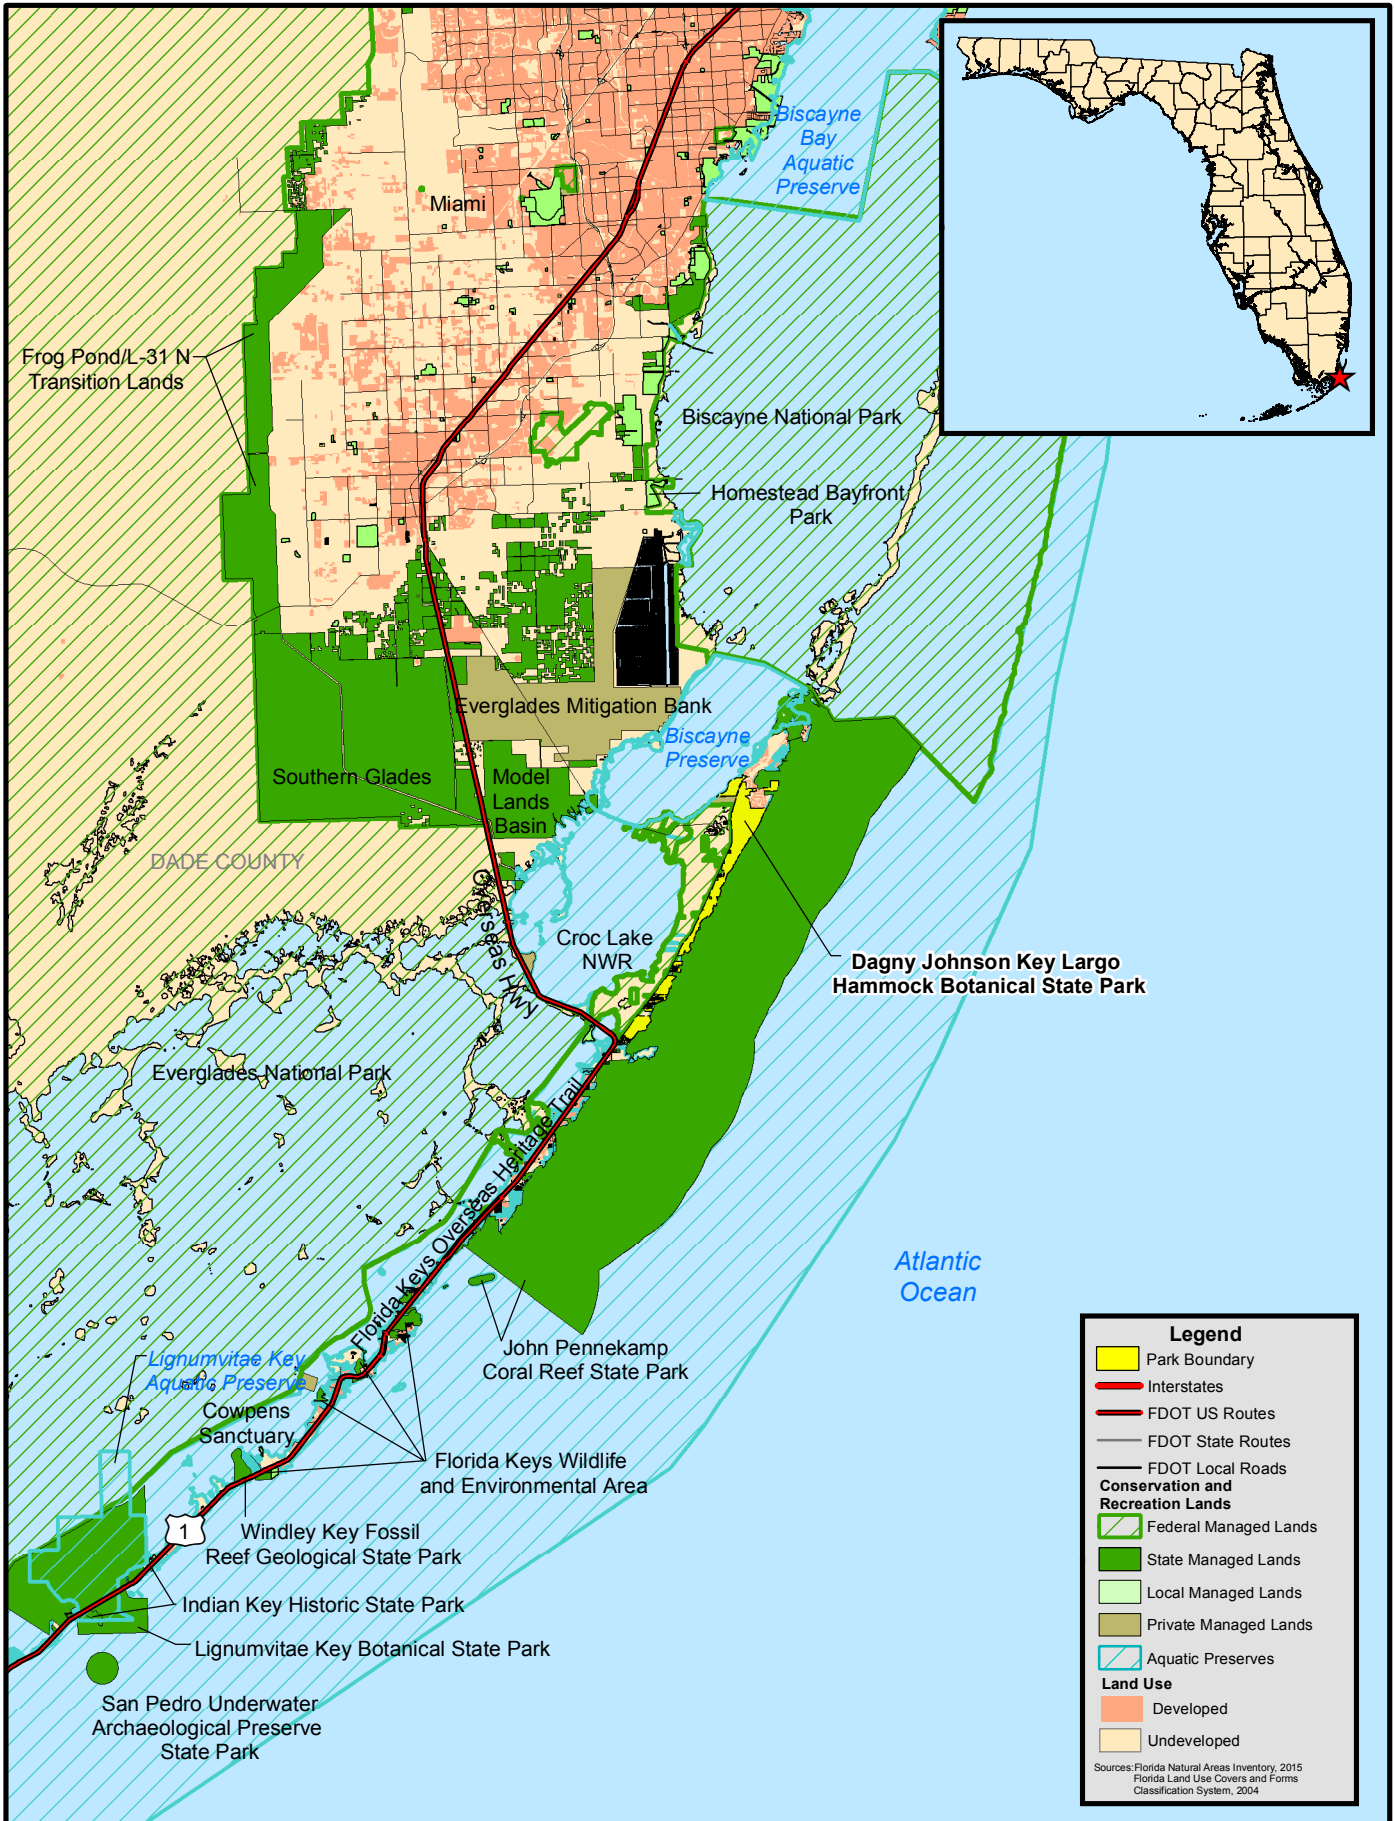 Biscayne
Bay
Aquatic
Preserve
Miami
Frog Pond/L-31 N
Transition Lands
Biscayne National Park
Homestead Bayfront
Park
Everglades Mitigation Bank
Biscayne
Preserve
Southern Glades
Model
Lands
Basin
DADE COUNTY
Overseas Hwy
Croc Lake
NWR
Dagny Johnson Key Largo
Hammock Botanical State Park
Everglades National Park
Florida Keys Overseas Heritage Trail
Atlantic
Ocean
John Pennekamp
Coral Reef State Park
Lignumvitae Key
Aquatic Preserve
Cowpens
Sanctuary
Florida Keys Wildlife
and Environmental Area
1
Windley Key Fossil
Reef Geological State Park
Indian Key Historic State Park
Lignumvitae Key Botanical State Park
San Pedro Underwater
Archaeological Preserve
State Park
Legend
Park Boundary
Interstates
FDOT US Routes
FDOT State Routes
FDOT Local Roads
Conservation and
Recreation Lands
Federal Managed Lands
State Managed Lands
Local Managed Lands
Private Managed Lands
Aquatic Preserves
Land Use
Developed
Undeveloped
Sources:Florida Natural Areas Inventory, 2015
Florida Land Use Covers and Forms
Classification System, 2004